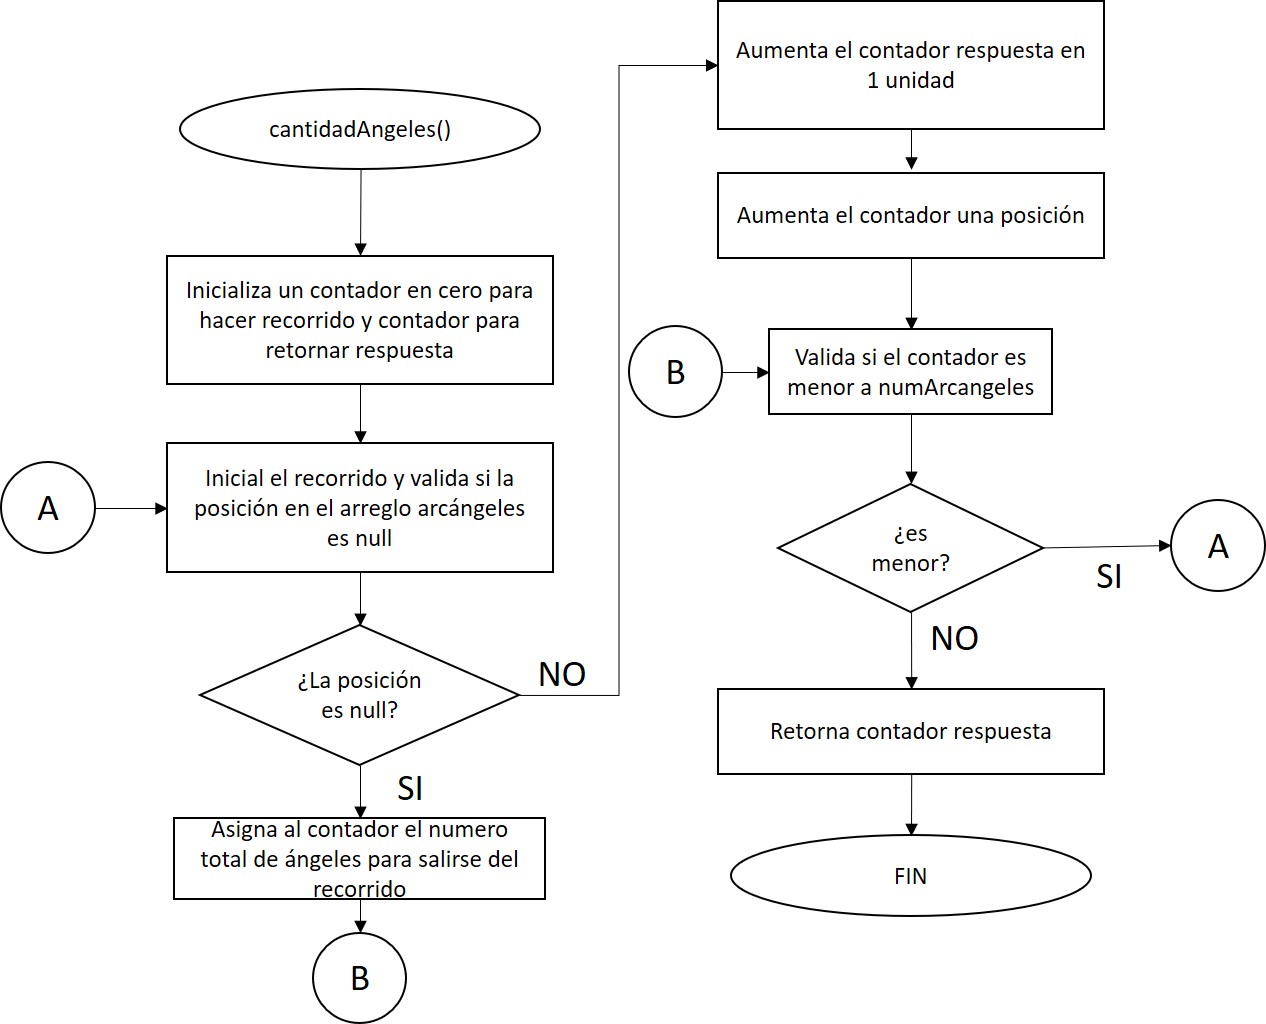 cantidadAngeles()
Inicializa un contador en cero para
hacer recorrido y contador para
retornar respuesta
A
Inicial el recorrido y valida si la
posición en el arreglo arcángeles
es null
¿La posición
es null?
NO
SI
Asigna al contador el numero
total de ángeles para salirse del
recorrido
B
Aumenta el contador respuesta en
1 unidad
Aumenta el contador una posición
B
Valida si el contador es
menor a numArcangeles
¿es
menor?
SI
A
NO
Retorna contador respuesta
FIN